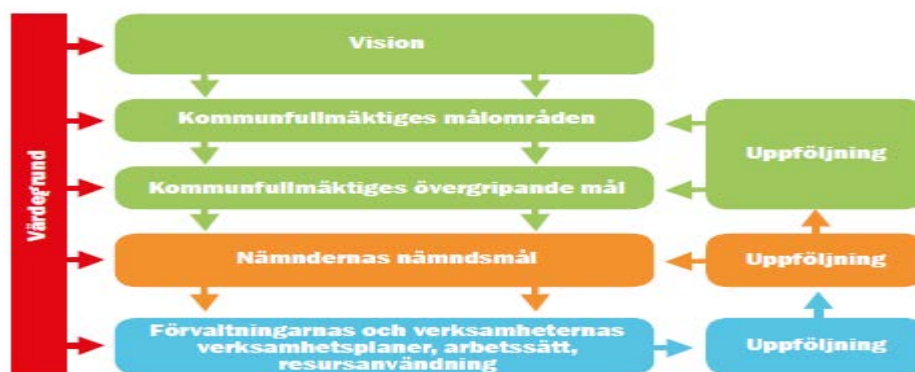 Värdegrund
Vision
Kommunfullmäktiges målområden
Uppföljning
Kommunfullmäktiges övergripande mål
Nämndernas nämndsmål
Uppföljning
Förvaltningarnas och verksamheternas
verksamhetsplaner, arbetssätt,
resursanvändning
Uppföljning